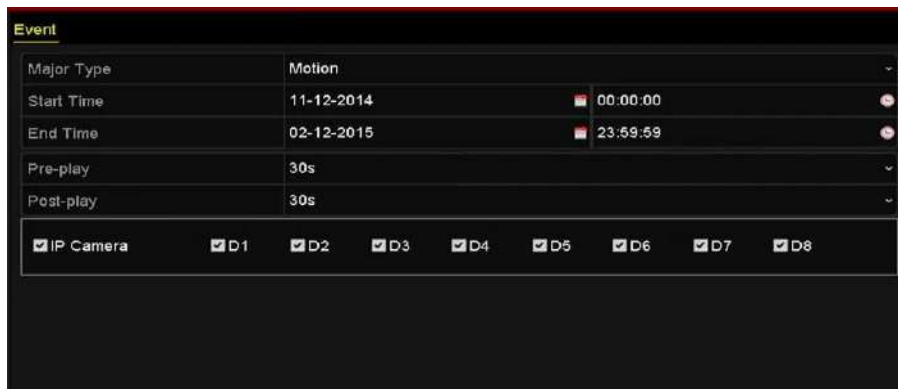 Event
Major Type Motion
Start Time 11-12-2014 00:00:00
End Time 02-12-2015 23:59:59
Pre-play 30s
Post-play 30s
IP Camera D1 D2 D3 D4 D5 D6 D7 D8